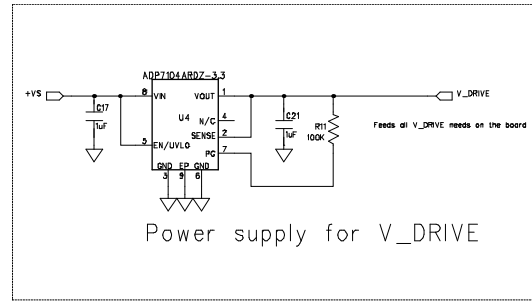 ADP7104ARDZ-3.3
+VS
8
VIN
VOUT
1
V_DRIVE
C17
1uF
U4
N/C
4
C21
1uF
R11
100K
Feeds all V_DRIVE needs on the board
SENSE
2
5
EN/UVLO
PG
7
GND EP GND
3 9 6
Power supply for V_DRIVE